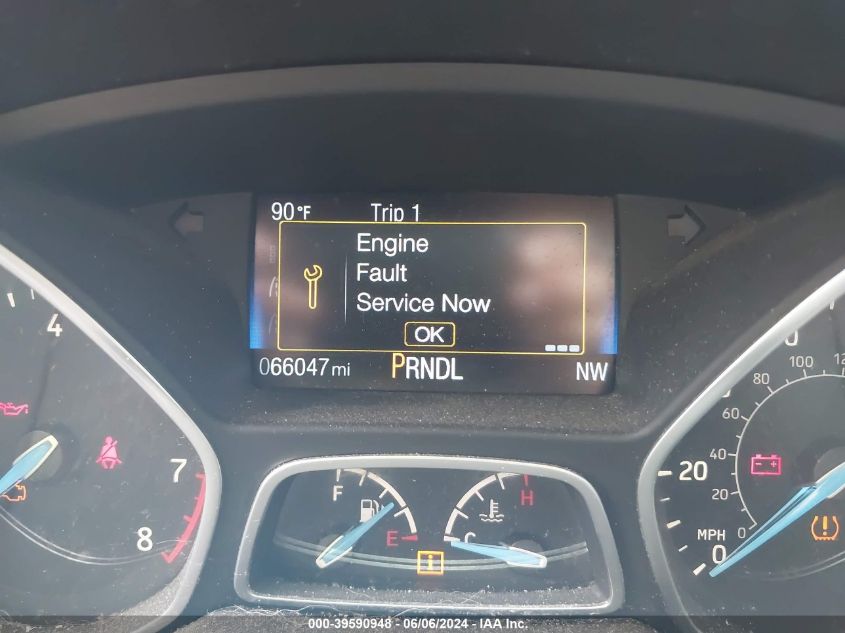 90°F Trip 1
Engine
Fault
Service Now
OK
066047 mi PRNDL NW
4
7
8
F
E
H
C
20
0
MPH
0
20
40
60
80
100
000-39590948 / 06/06/2024 - IAA Inc.